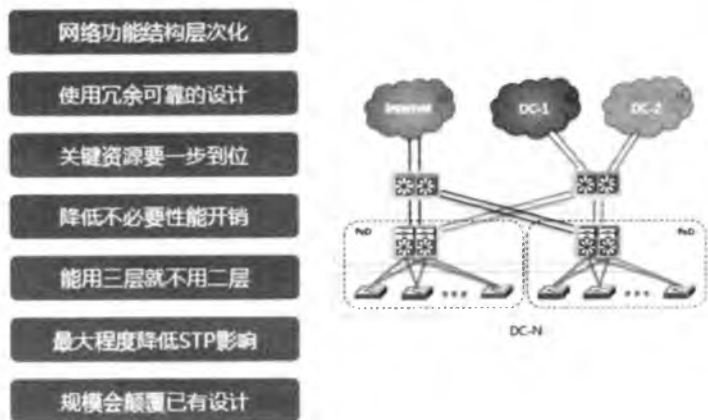 网络功能结构层次化
使用冗余可靠的设计
关键资源要一步到位
降低不必要性能开销
能用三层就不用二层
最大程度降低STP影响
规模会颠覆已有设计
Internet
DC-1
DC-2
PoD
PoD
DC-N